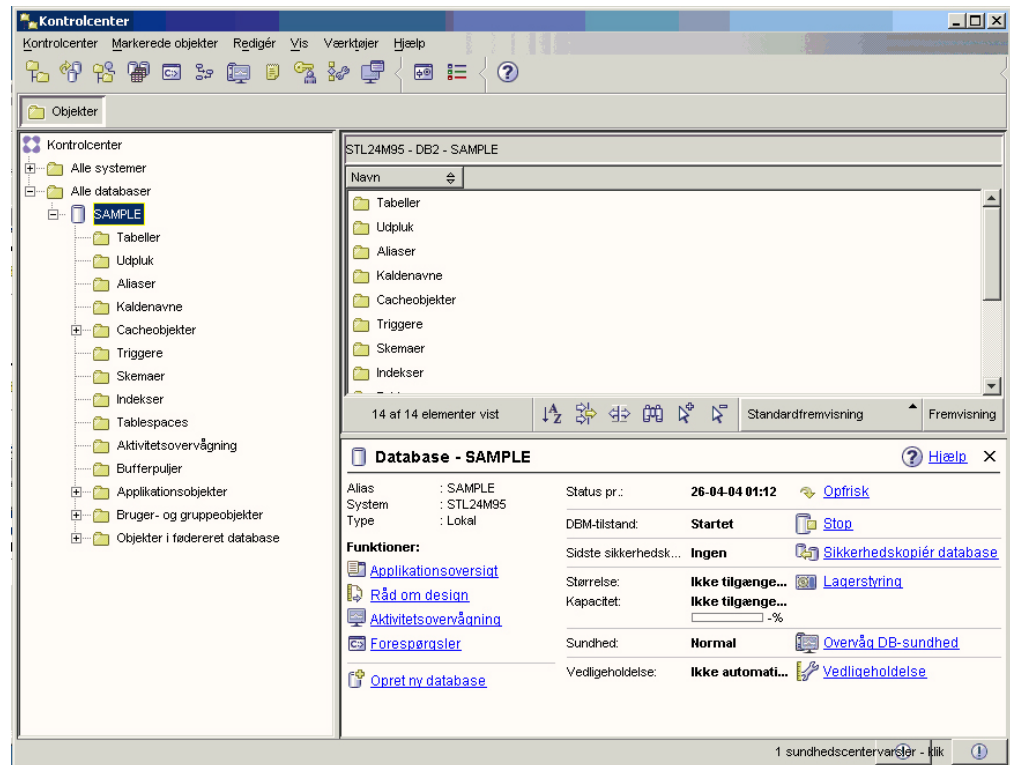 Kontrolcenter
Kontrolcenter Markerede objekter Redigér Vis Værktøjer Hjælp
Objekter
Kontrolcenter
Alle systemer
Alle databaser
SAMPLE
Tabeller
Udpluk
Aliaser
Kaldenavne
Cacheobjekter
Triggere
Skemaer
Indekser
Tablespaces
Aktivitetsovervågning
Bufferpuljer
Applikationsobjekter
Bruger- og gruppeobjekter
Objekter i fødereret database
STL24M95 - DB2 - SAMPLE
Navn
Tabeller
Udpluk
Aliaser
Kaldenavne
Cacheobjekter
Triggere
Skemaer
Indekser
14 af 14 elementer vist Standardfremvisning Fremvisning
Database - SAMPLE Hjælp
Alias : SAMPLE
System : STL24M95
Type : Lokal
Funktioner:
Applikationsoversigt
Råd om design
Aktivitetsovervågning
Forespørgsler
Opret ny database
Status pr.: 26-04-04 01:12 Opfrisk
DBM-tilstand: Startet Stop
Sidste sikkerhedsk... Ingen Sikkerhedskopiér database
Størrelse: Ikke tilgænge... Lagerstyring
Kapacitet: Ikke tilgænge...
-%
Sundhed: Normal Overvåg DB-sundhed
Vedligeholdelse: Ikke automati... Vedligeholdelse
1 sundhedscentervarsler - klik